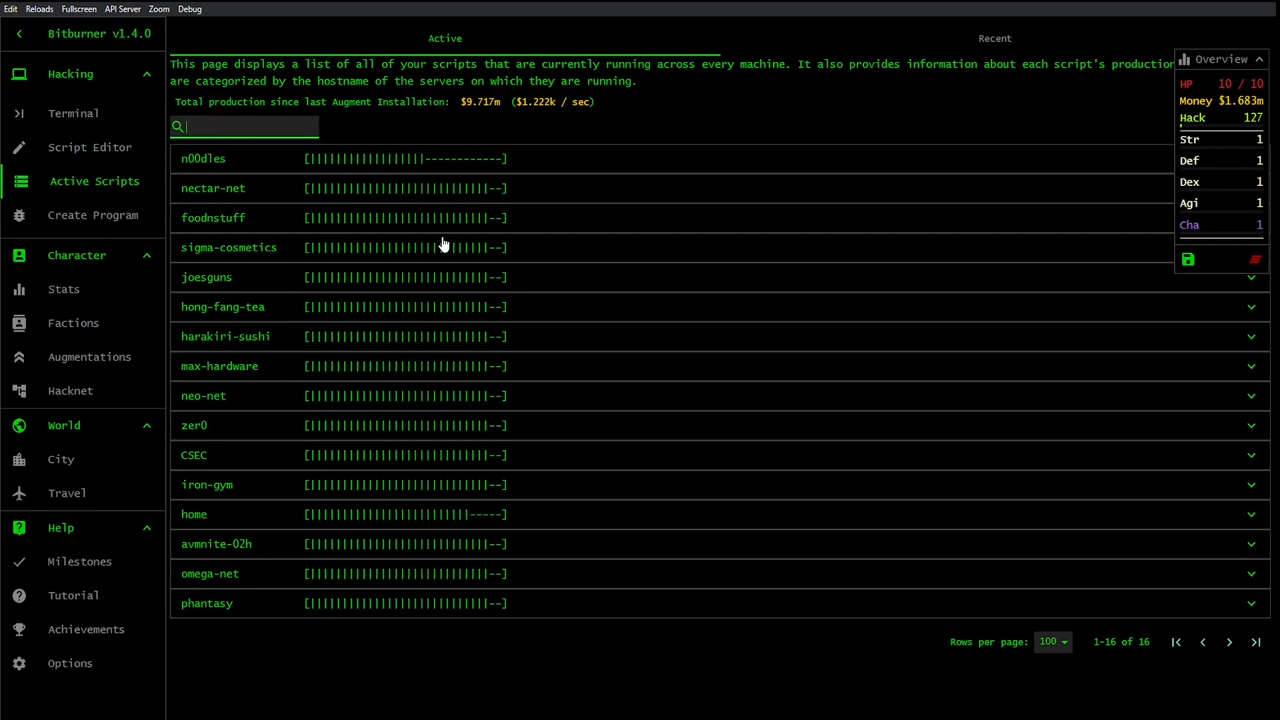 Edit Reloads Fullscreen API Server Zoom Debug
Bitburner v1.4.0
Hacking
Terminal
Script Editor
Active Scripts
Create Program
Character
Stats
Factions
Augmentations
Hacknet
World
City
Travel
Help
Milestones
Tutorial
Achievements
Options
Active Recent
This page displays a list of all of your scripts that are currently running across every machine. It also provides information about each script's production
are categorized by the hostname of the servers on which they are running.
Total production since last Augment Installation: $9.717m ($1.222k / sec)
n00dles [|||||||||||||||||||------------]
nectar-net [||||||||||||||||||||||||||||||--]
foodnstuff [||||||||||||||||||||||||||||||--]
sigma-cosmetics [||||||||||||||||||||||||||||||--]
joesguns [||||||||||||||||||||||||||||||--]
hong-fang-tea [||||||||||||||||||||||||||||||--]
harakiri-sushi [||||||||||||||||||||||||||||||--]
max-hardware [||||||||||||||||||||||||||||||--]
neo-net [||||||||||||||||||||||||||||||--]
zer0 [||||||||||||||||||||||||||||||--]
CSEC [||||||||||||||||||||||||||||||--]
iron-gym [||||||||||||||||||||||||||||||--]
home [|||||||||||||||||||||||||||-----]
avmnite-02h [||||||||||||||||||||||||||||||--]
omega-net [||||||||||||||||||||||||||||||--]
phantasy [||||||||||||||||||||||||||||||--]
Rows per page: 100 1-16 of 16
Overview
HP 10 / 10
Money $1.683m
Hack 127
Str 1
Def 1
Dex 1
Agi 1
Cha 1